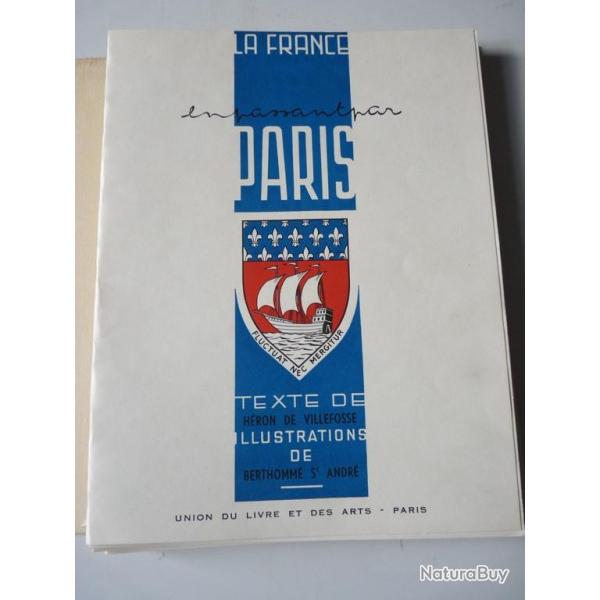 LA FRANCE
en passant par
PARIS
FLUCTUAT NEC MERGITUR
TEXTE DE
HÉRON DE VILLEFOSSE
ILLUSTRATIONS
DE
BERTHOMMÉ St ANDRÉ
UNION DU LIVRE ET DES ARTS - PARIS
NaturaBuy